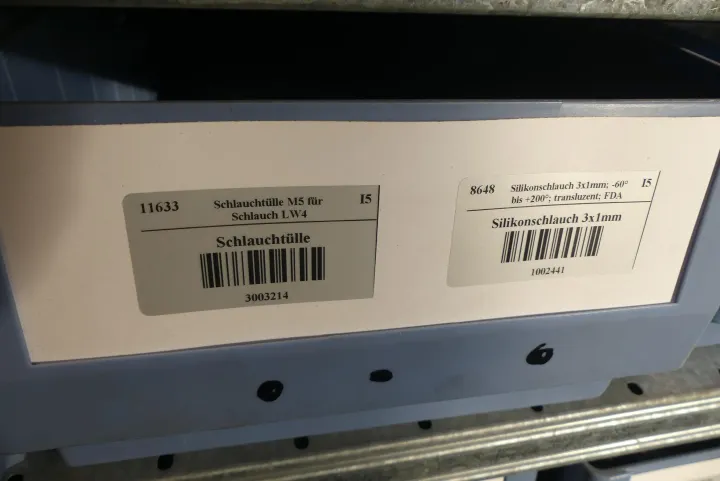 11633 Schlauchtülle M5 für I5
Schlauch LW4
Schlauchtülle
3003214
8648 Silikonschlauch 3x1mm; -60° I5
bis +200°; transluzent; FDA
Silikonschlauch 3x1mm
1002441
6